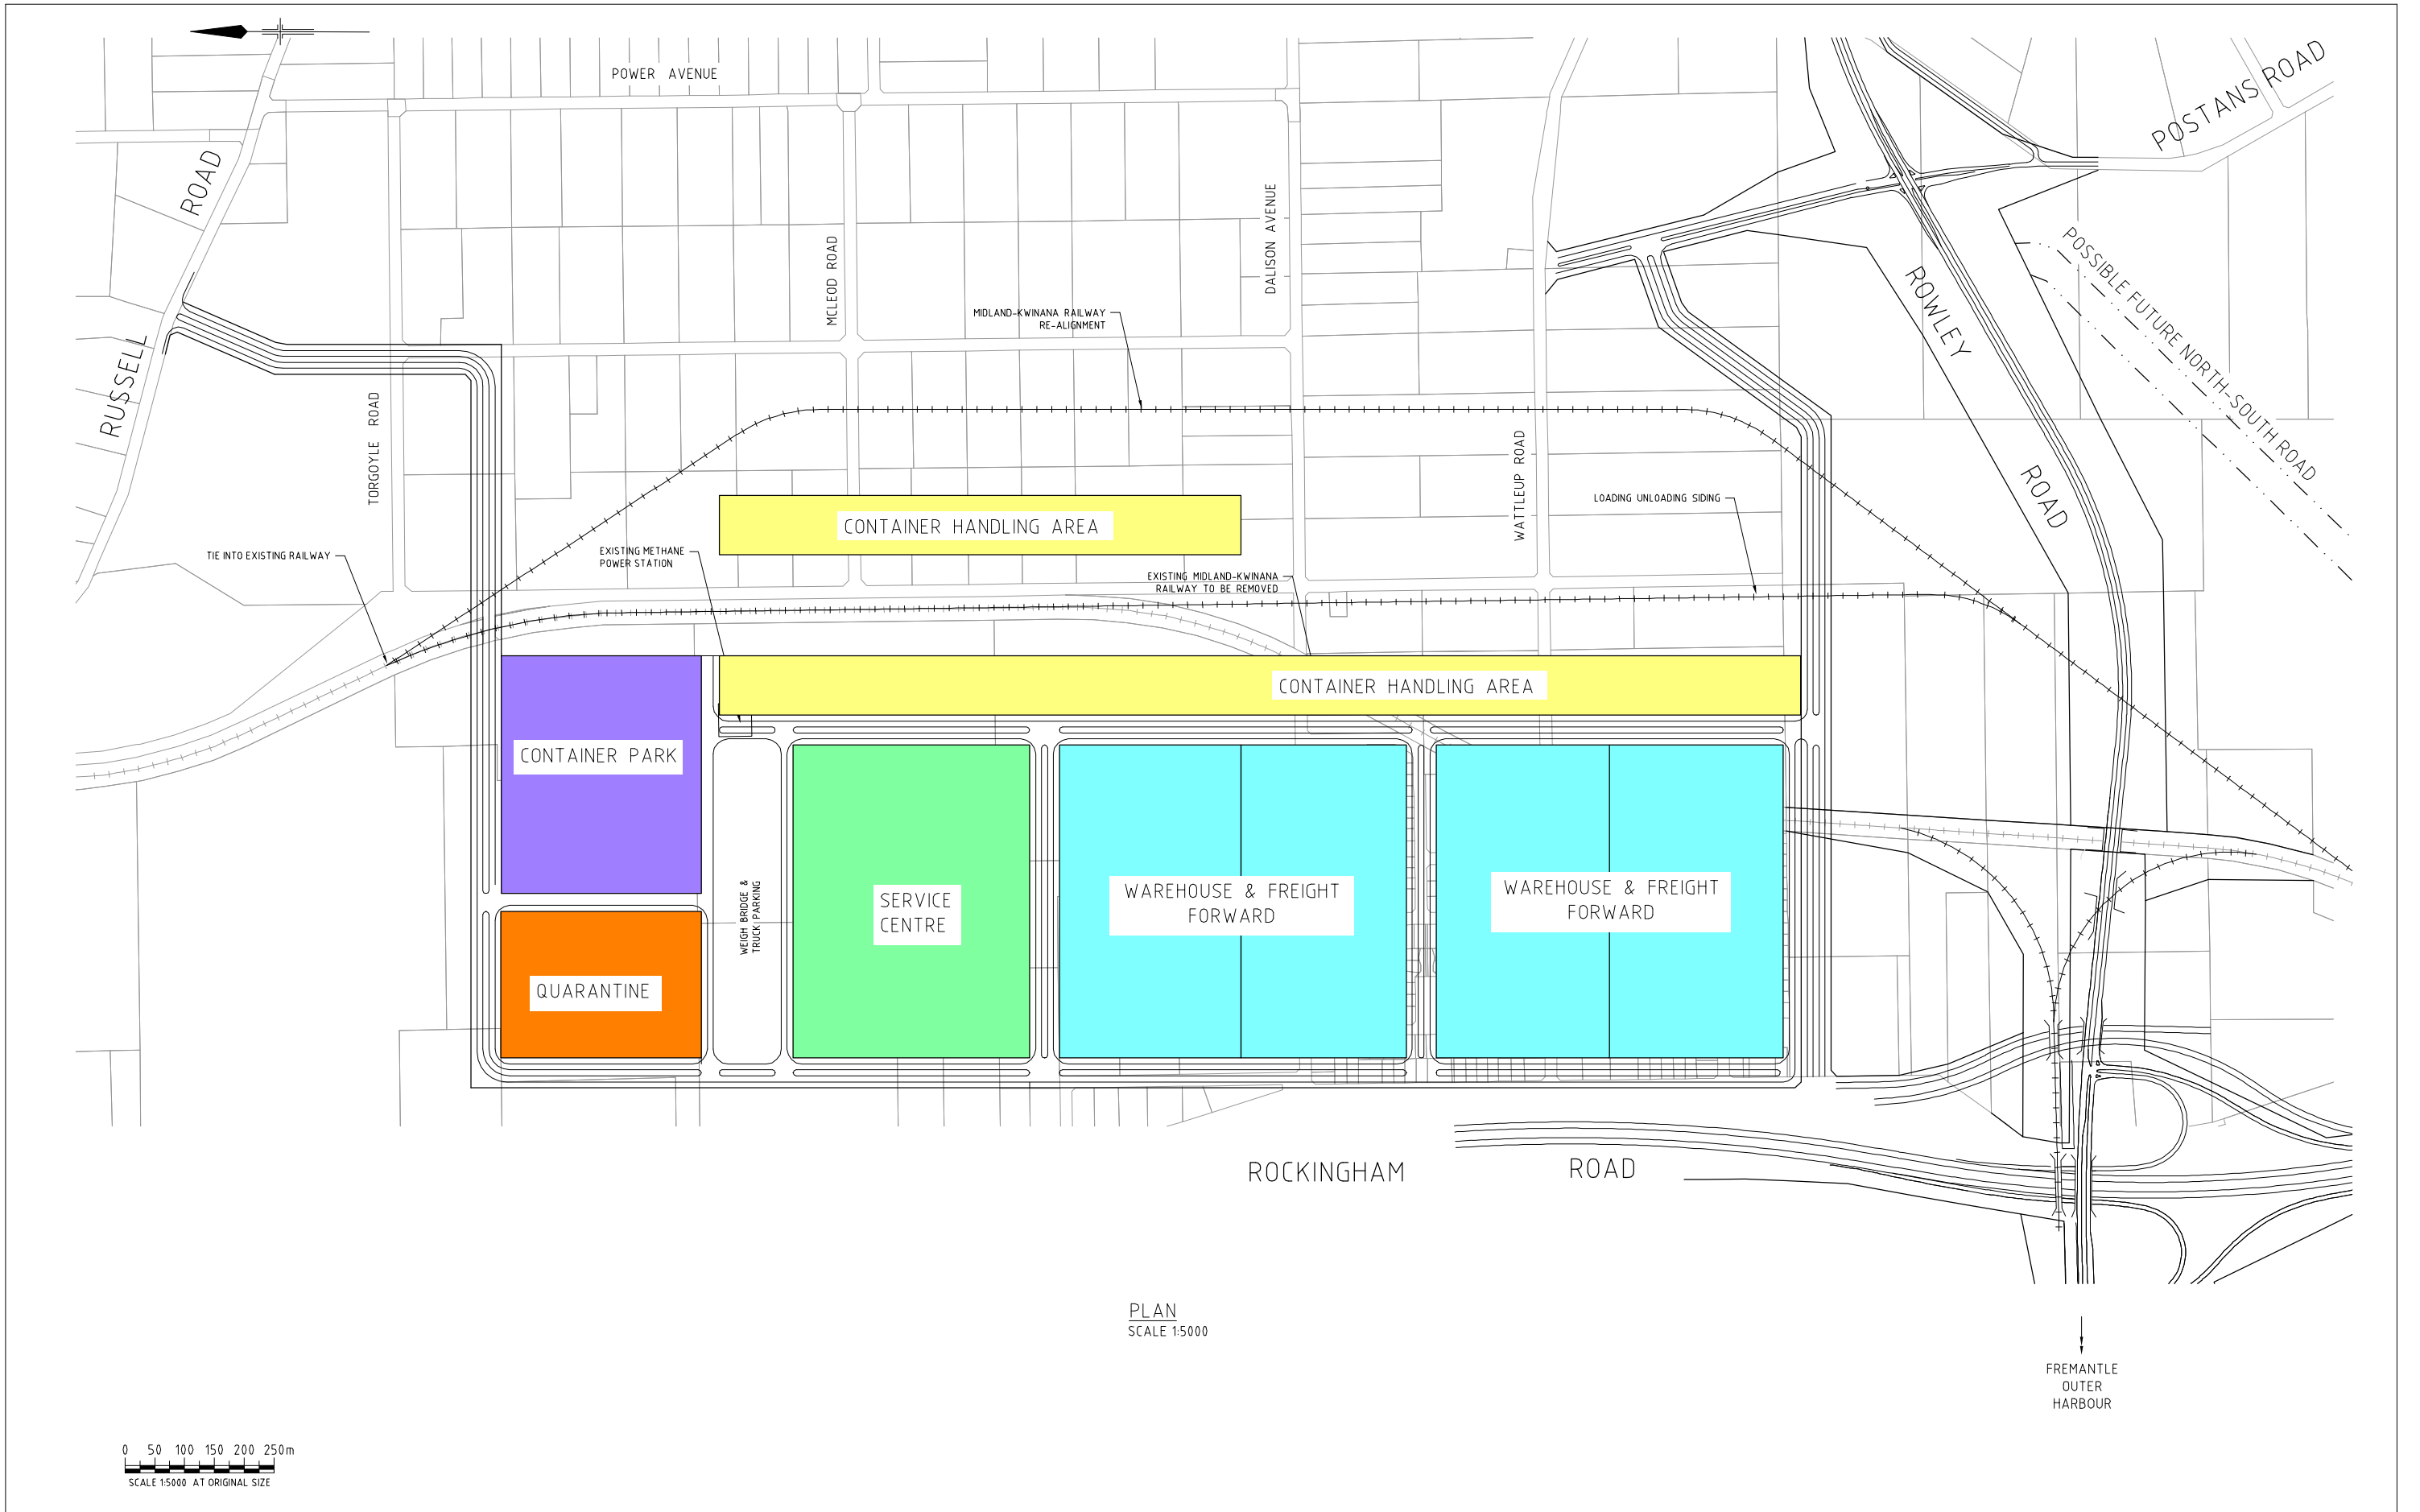 POWER AVENUE
POSTANS ROAD
RUSSELL ROAD
MCLEOD ROAD
DALISON AVENUE
POSSIBLE FUTURE NORTH-SOUTH ROAD
ROWLEY ROAD
MIDLAND-KWINANA RAILWAY
RE-ALIGNMENT
TORGOYLE ROAD
WATTLEUP ROAD
LOADING UNLOADING SIDING
CONTAINER HANDLING AREA
TIE INTO EXISTING RAILWAY
EXISTING METHANE
POWER STATION
EXISTING MIDLAND-KWINANA
RAILWAY TO BE REMOVED
CONTAINER HANDLING AREA
CONTAINER PARK
QUARANTINE
WEIGH BRIDGE &
TRUCK PARKING
SERVICE
CENTRE
WAREHOUSE & FREIGHT
FORWARD
WAREHOUSE & FREIGHT
FORWARD
ROCKINGHAM ROAD
PLAN
SCALE 1:5000
FREMANTLE
OUTER
HARBOUR
0 50 100 150 200 250m
SCALE 1:5000 AT ORIGINAL SIZE